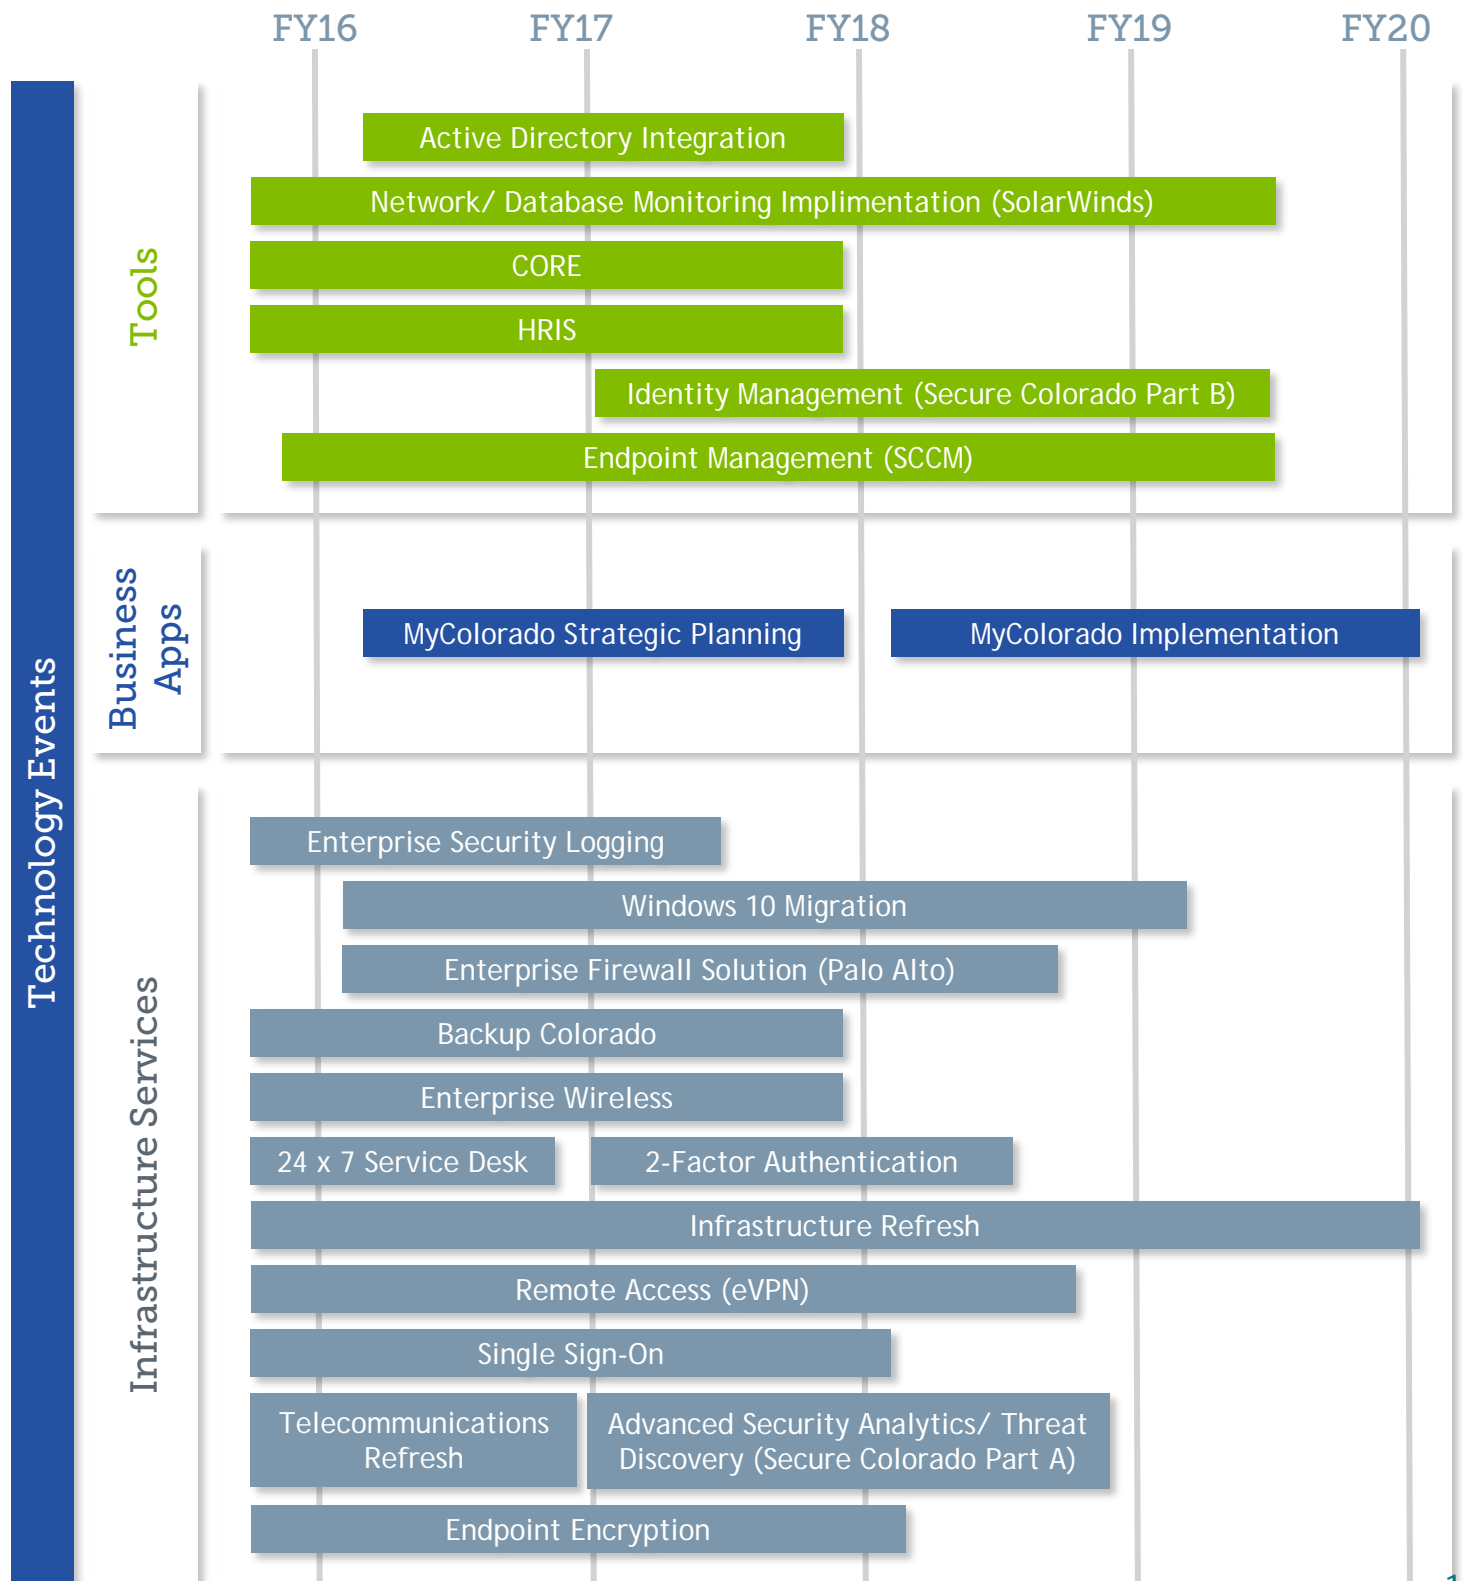 FY16 FY17 FY18 FY19 FY20
Technology Events
Tools
Active Directory Integration
Network/ Database Monitoring Implimentation (SolarWinds)
CORE
HRIS
Identity Management (Secure Colorado Part B)
Endpoint Management (SCCM)
Business
Apps
MyColorado Strategic Planning
MyColorado Implementation
Infrastructure Services
Enterprise Security Logging
Windows 10 Migration
Enterprise Firewall Solution (Palo Alto)
Backup Colorado
Enterprise Wireless
24 x 7 Service Desk
2-Factor Authentication
Infrastructure Refresh
Remote Access (eVPN)
Single Sign-On
Telecommunications
Refresh
Advanced Security Analytics/ Threat
Discovery (Secure Colorado Part A)
Endpoint Encryption